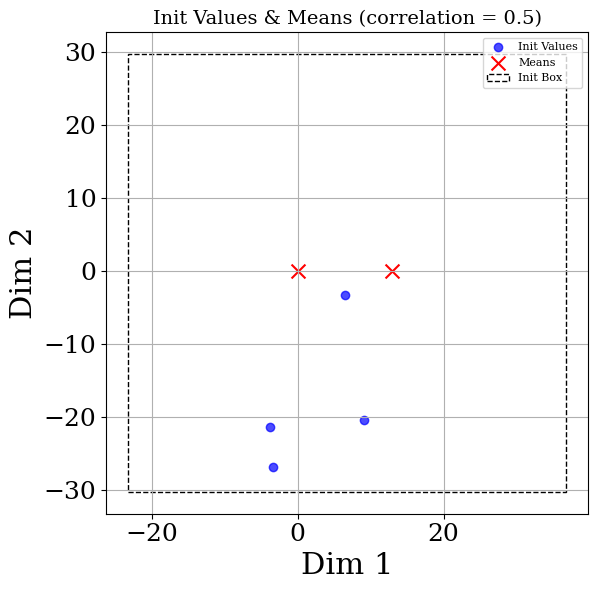 Init Values & Means (correlation = 0.5)
Init Values
Means
Init Box
30
20
10
0
−10
−20
−30
Dim 2
−20 0 20
Dim 1